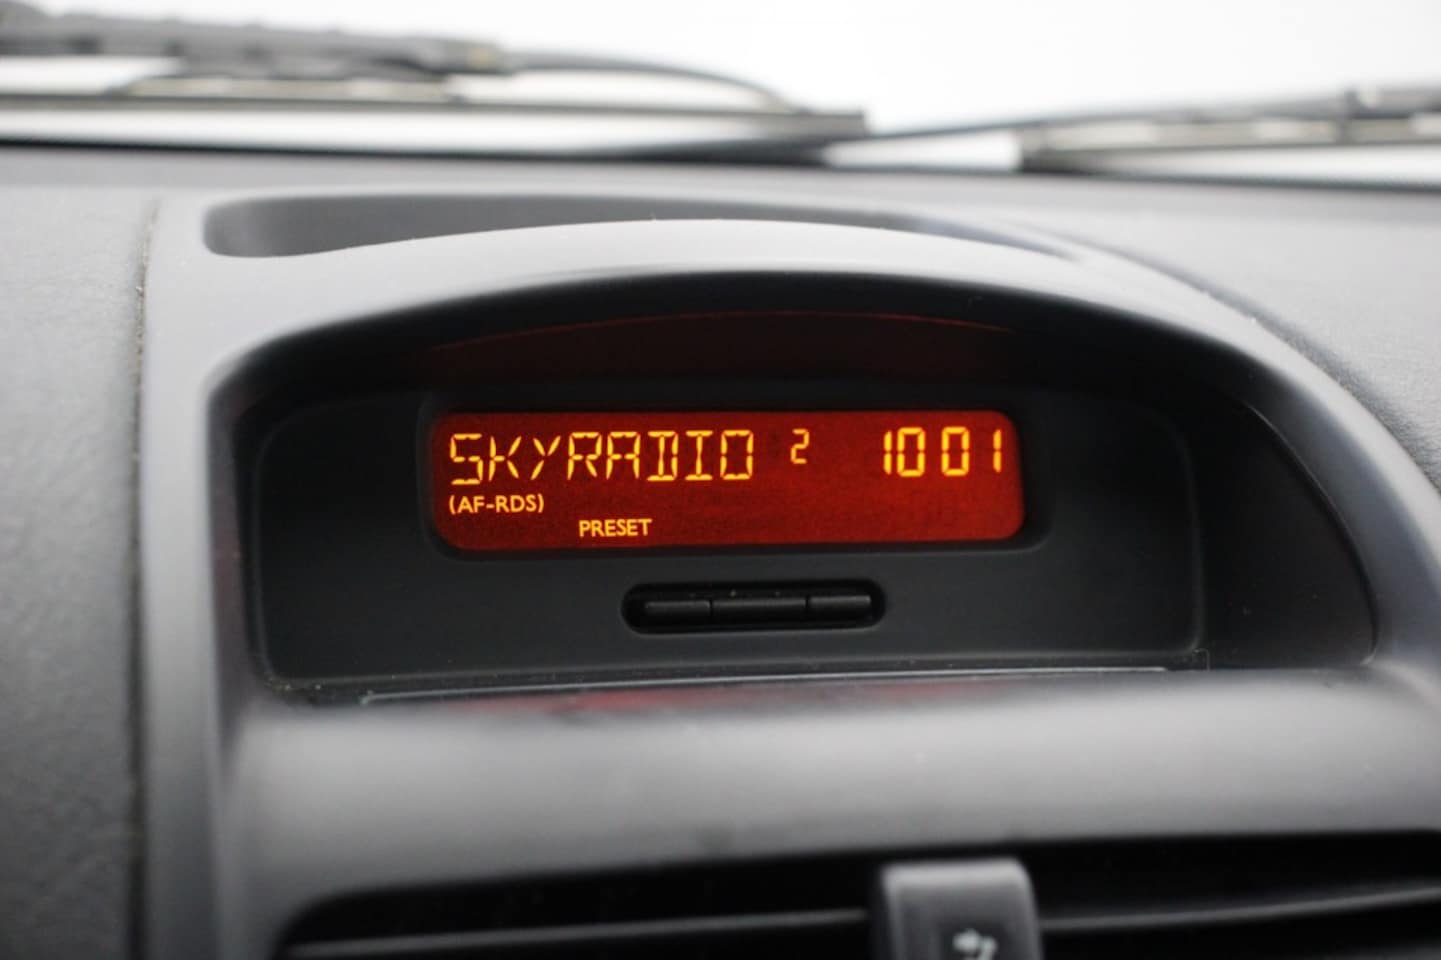 SKYRADIO 2 1001
(AF-RDS)
PRESET